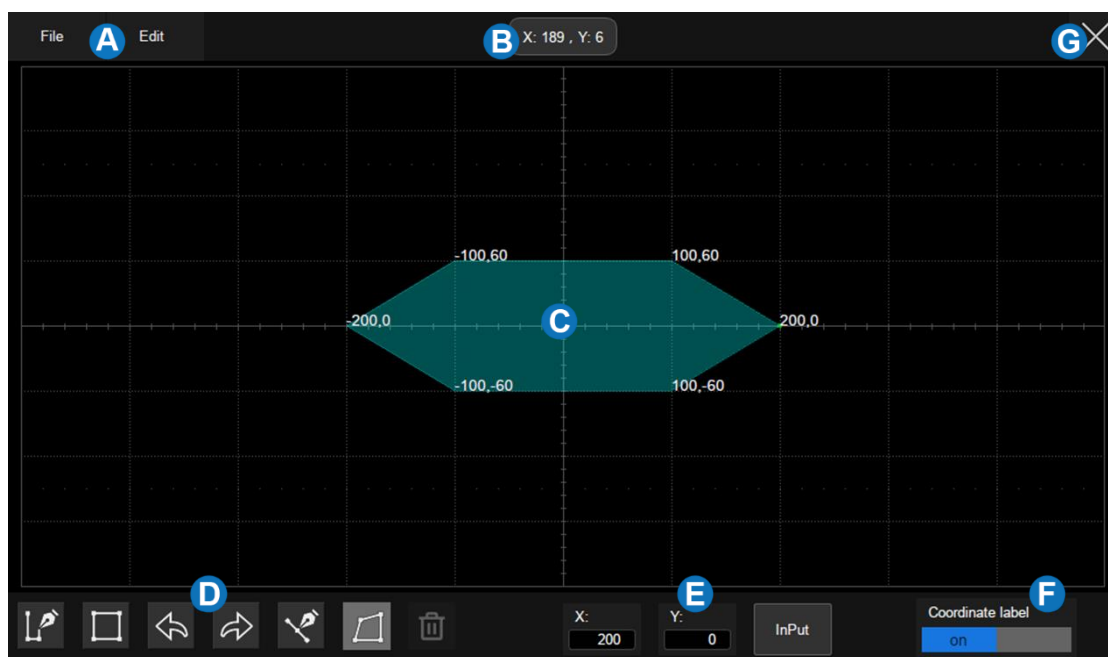 File A Edit B X: 189 , Y: 6 G
-100,60 100,60
-200,0 C 200,0
-100,-60 100,-60
D E F
X: Y: Coordinate label
200 0 InPut on